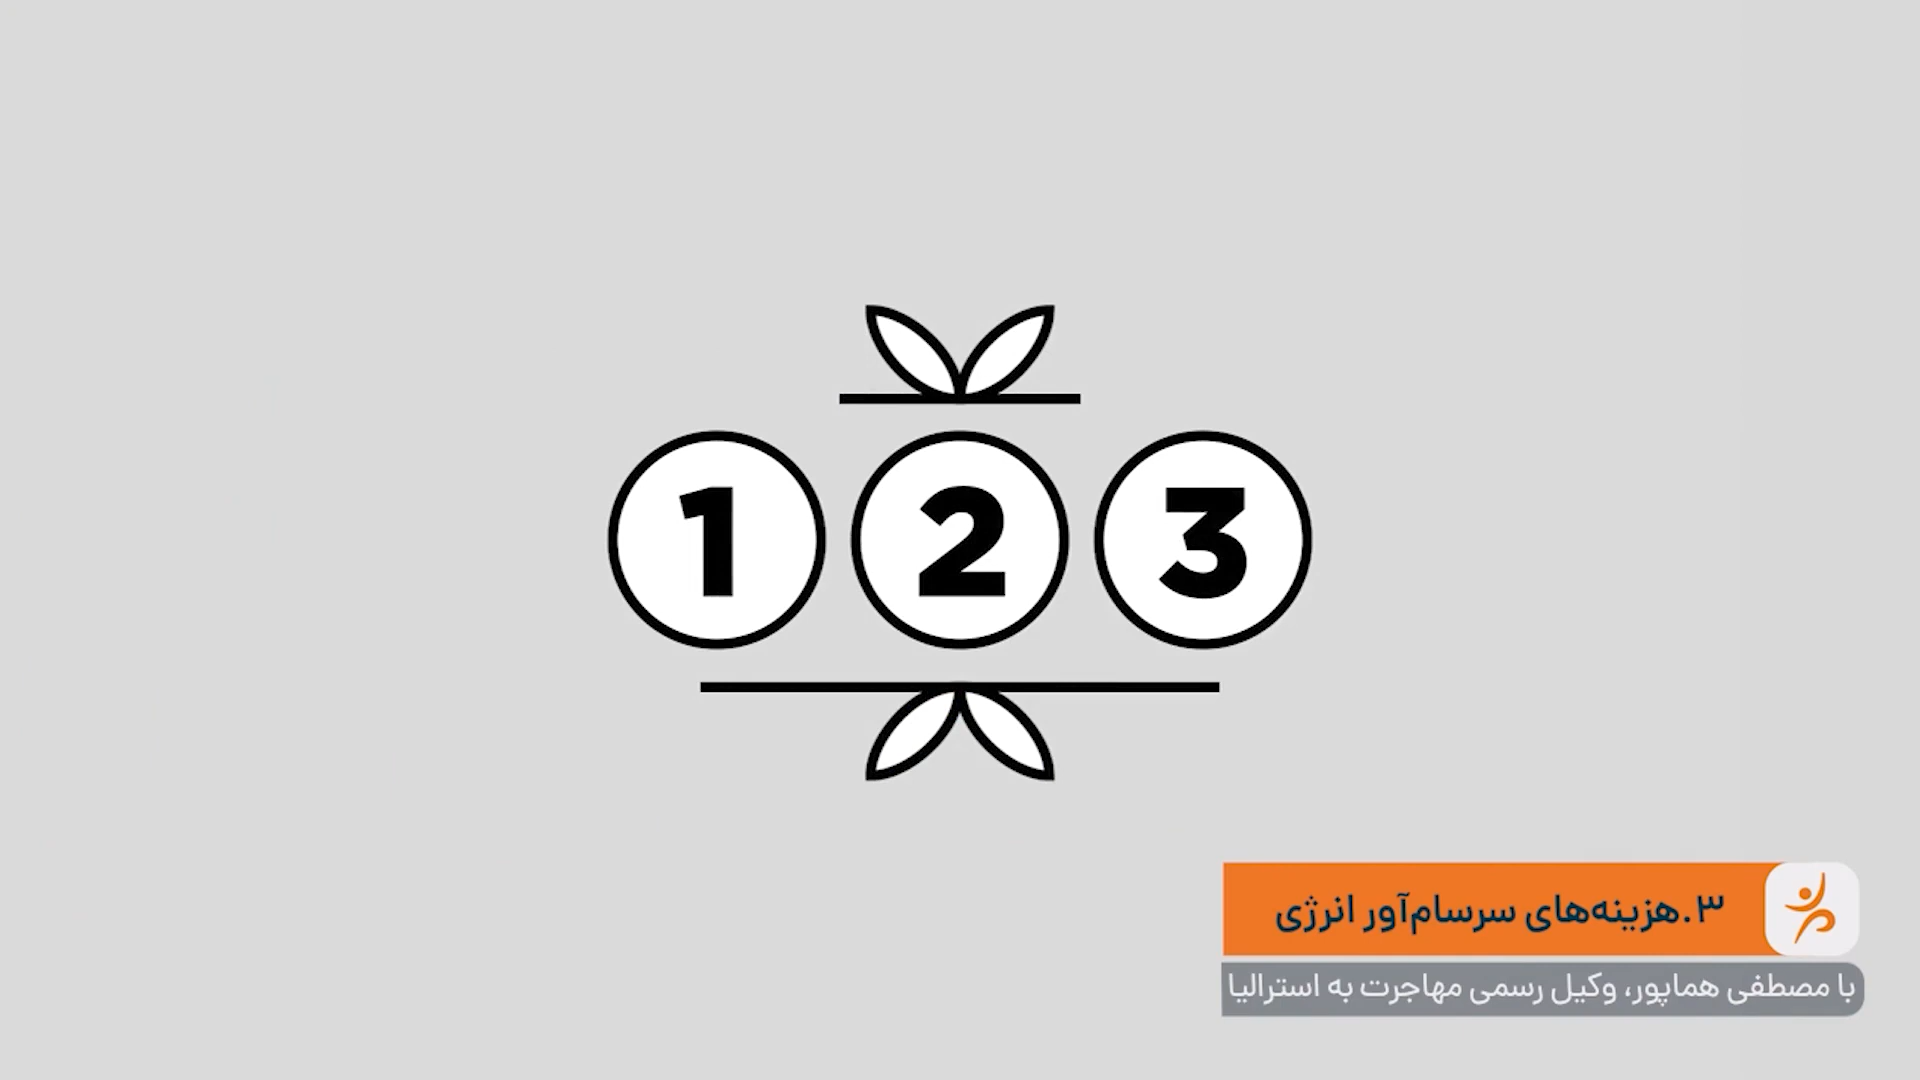 1 2 3
۳.هزینه‌های سرسام‌آور انرژی
با مصطفی هماپور، وکیل رسمی مهاجرت به استرالیا